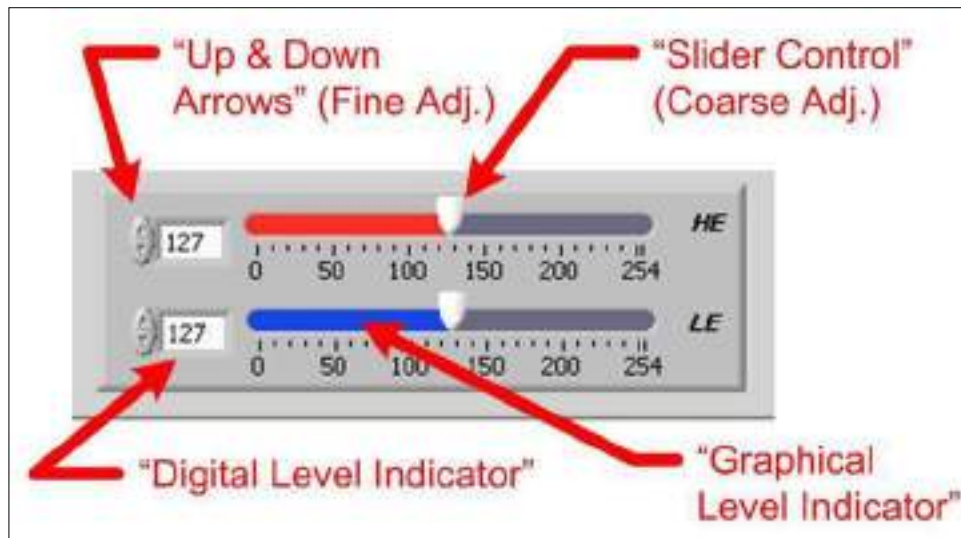 “Up & Down
Arrows” (Fine Adj.)
“Slider Control”
(Coarse Adj.)
127
HE
0 50 100 150 200 254
127
LE
0 50 100 150 200 254
“Digital Level Indicator”
“Graphical
Level Indicator”